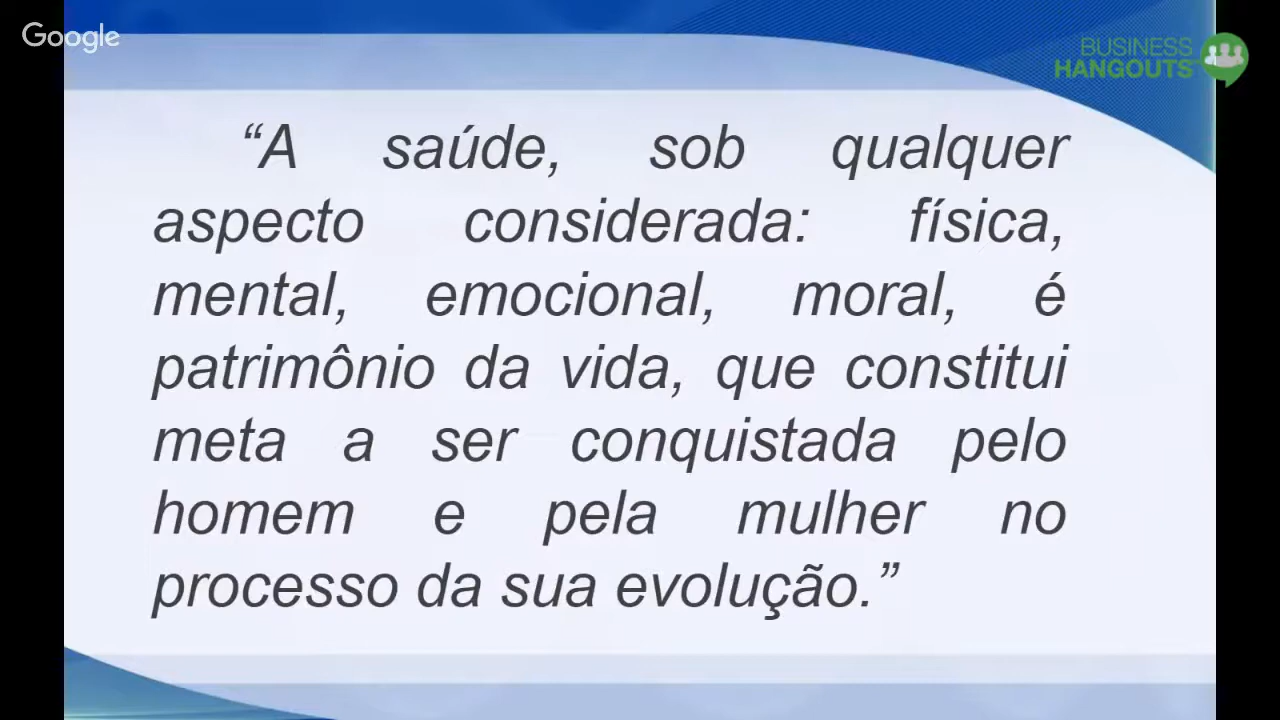 Google
BUSINESS
HANGOUTS
“A saúde, sob qualquer
aspecto considerada: física,
mental, emocional, moral, é
patrimônio da vida, que constitui
meta a ser conquistada pelo
homem e pela mulher no
processo da sua evolução.”